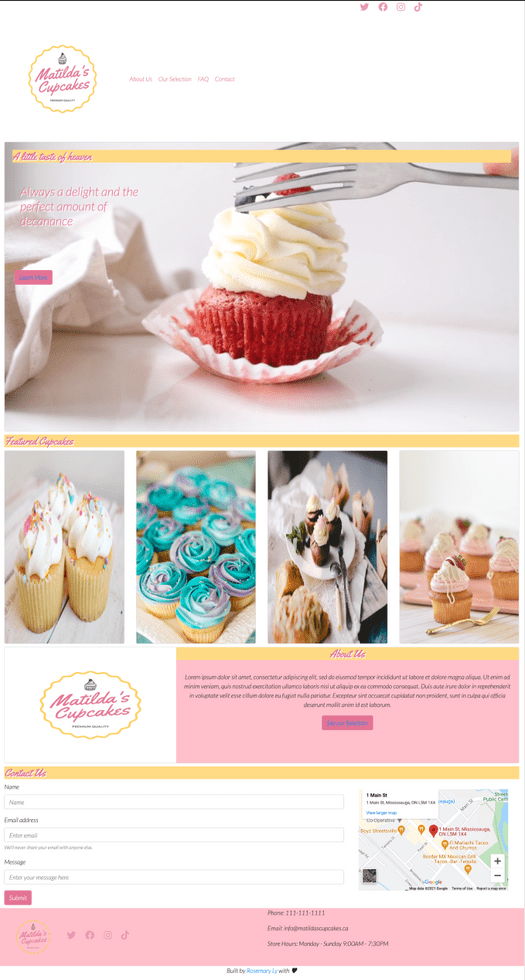 Matilda's
Cupcakes
PREMIUM QUALITY
About Us Our Selection FAQ Contact
A little taste of heaven
Always a delight and the
perfect amount of
decanance
Learn More
Featured Cupcakes
Matilda's
Cupcakes
PREMIUM QUALITY
About Us
Lorem ipsum dolor sit amet, consectetur adipiscing elit, sed do eiusmod tempor incididunt ut labore et dolore magna aliqua. Ut enim ad
minim veniam, quis nostrud exercitation ullamco laboris nisi ut aliquip ex ea commodo consequat. Duis aute irure dolor in reprehenderit
in voluptate velit esse cillum dolore eu fugiat nulla pariatur. Excepteur sint occaecat cupidatat non proident, sunt in culpa qui officia
deserunt mollit anim id est laborum.
Selection
Contact Us
Name
Name
Email address
Enter email
We'll never share your email with anyone else.
Message
Enter your message here
Submit
1 Main St
1 Main St, Mississauga, ON L5M 1X4
View larger map
Co-operative
Boyz Streetsville
1 Main St, Mississauga,
ON L5M 1X4
El Mariachi Tacos
and Churros
Tacos Bar - Temaki
Google
Map data ©2021 Google Terms of Use Report a map error
Matilda's
Cupcakes
Phone: 111-111-1111
Email: info@matildascupcakes.ca
Store Hours: Monday - Sunday 9:00AM - 7:30PM
Built by Rosemary Ly with 🖤